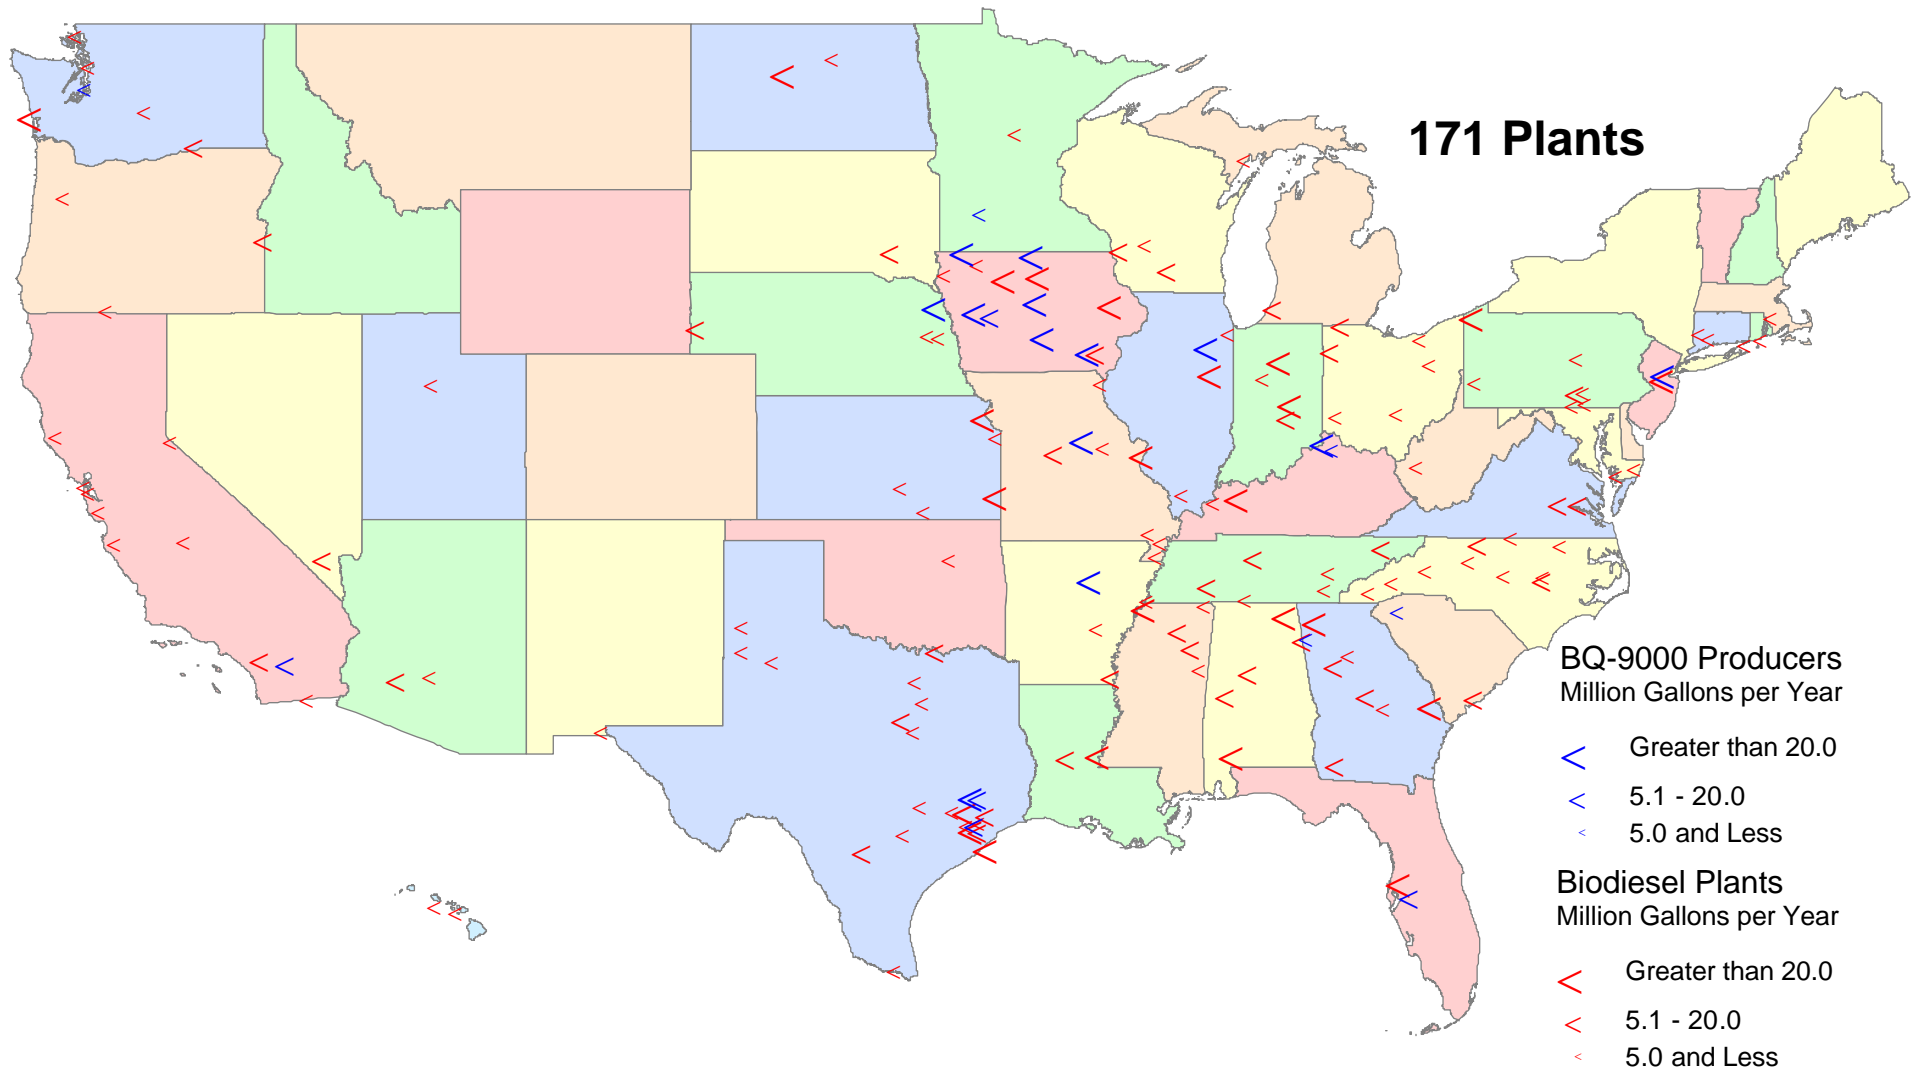 171 Plants
BQ-9000 Producers
Million Gallons per Year
Greater than 20.0
5.1 - 20.0
5.0 and Less
Biodiesel Plants
Million Gallons per Year
Greater than 20.0
5.1 - 20.0
5.0 and Less